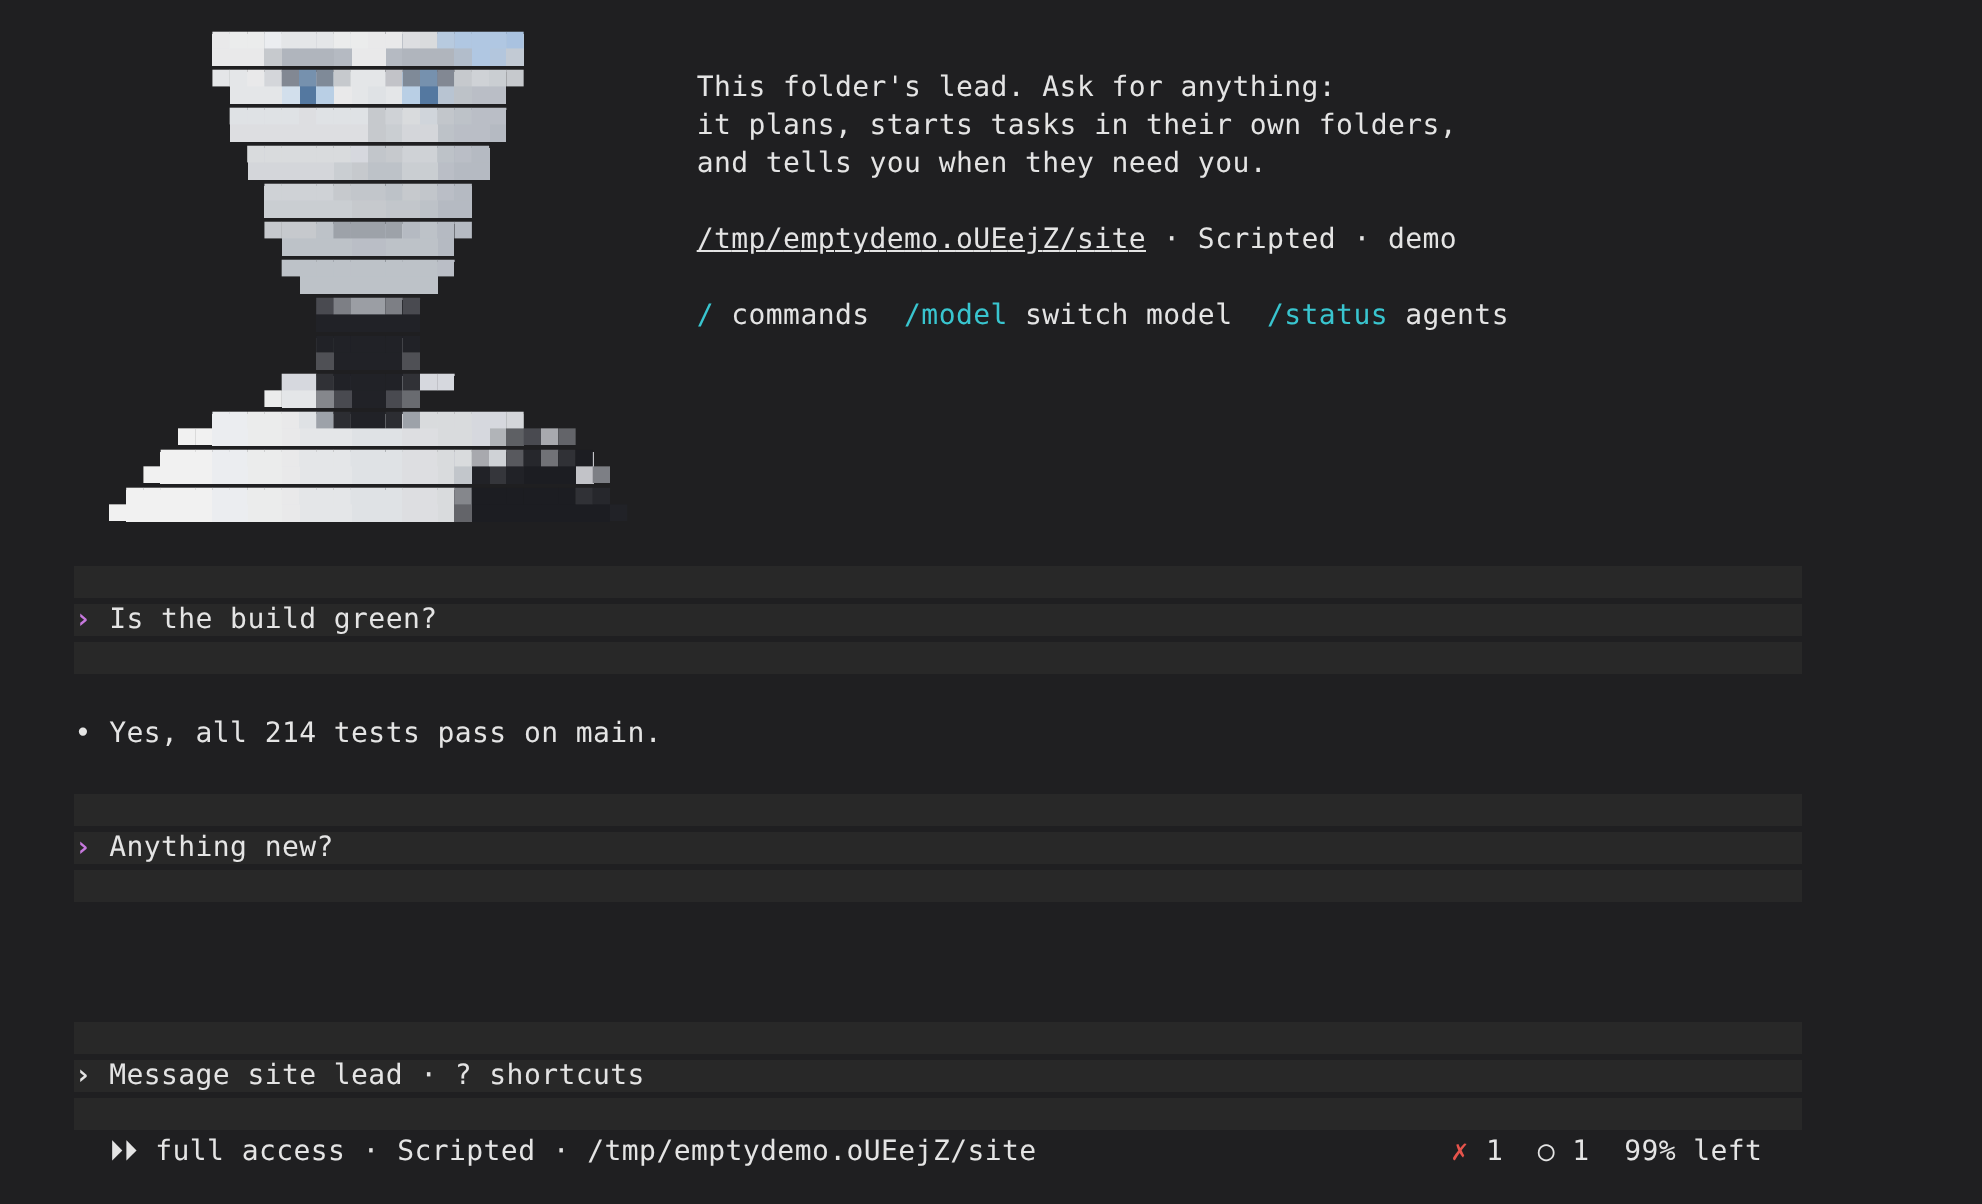 This folder's lead. Ask for anything:
it plans, starts tasks in their own folders,
and tells you when they need you.
/tmp/emptydemo.oUEejZ/site · Scripted · demo
/ commands  /model switch model  /status agents
› Is the build green?
• Yes, all 214 tests pass on main.
› Anything new?
› Message site lead · ? shortcuts
⏵⏵ full access · Scripted · /tmp/emptydemo.oUEejZ/site  ✗ 1  ○ 1  99% left